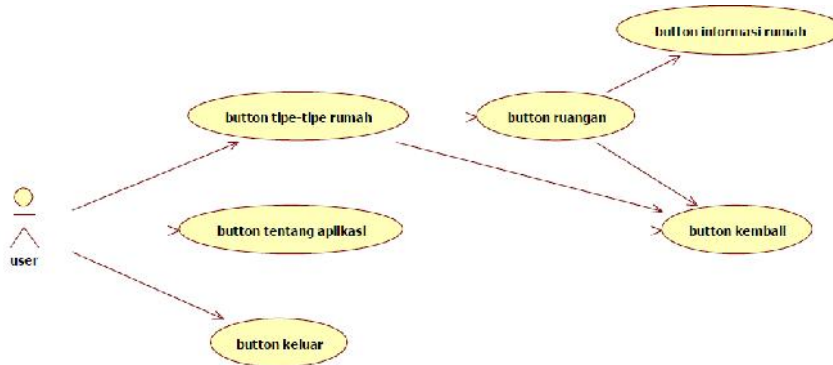 button informasi rumah
button tipe-tipe rumah
button ruangan
button tentang aplikasi
button kembali
user
button keluar